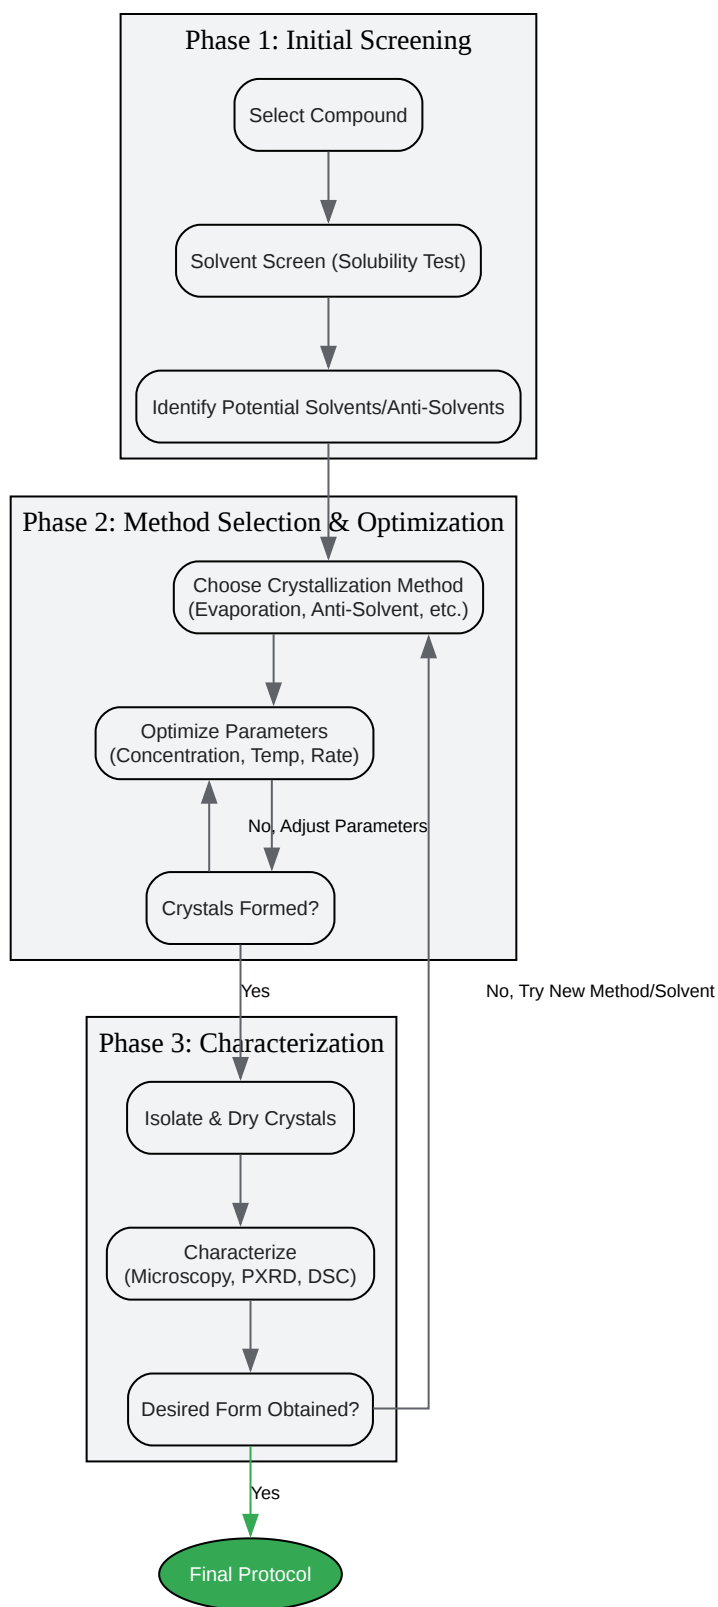 Phase 1: Initial Screening
Select Compound
Solvent Screen (Solubility Test)
Identify Potential Solvents/Anti-Solvents
Phase 2: Method Selection & Optimization
Choose Crystallization Method
(Evaporation, Anti-Solvent, etc.)
Optimize Parameters
(Concentration, Temp, Rate)
No, Adjust Parameters
Crystals Formed?
Yes
No, Try New Method/Solvent
Phase 3: Characterization
Isolate & Dry Crystals
Characterize
(Microscopy, PXRD, DSC)
Desired Form Obtained?
Yes
Final Protocol